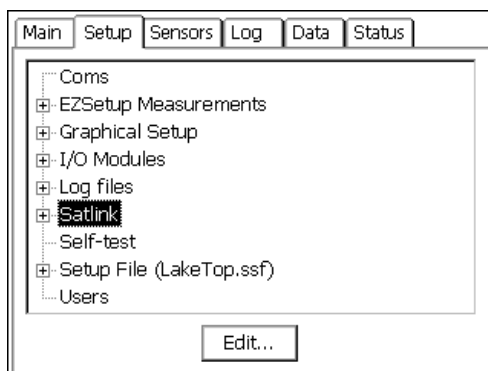 Main Setup Sensors Log Data Status
Coms
EZSetup Measurements
Graphical Setup
I/O Modules
Log files
Satlink
Self-test
Setup File (LakeTop.ssf)
Users
Edit...